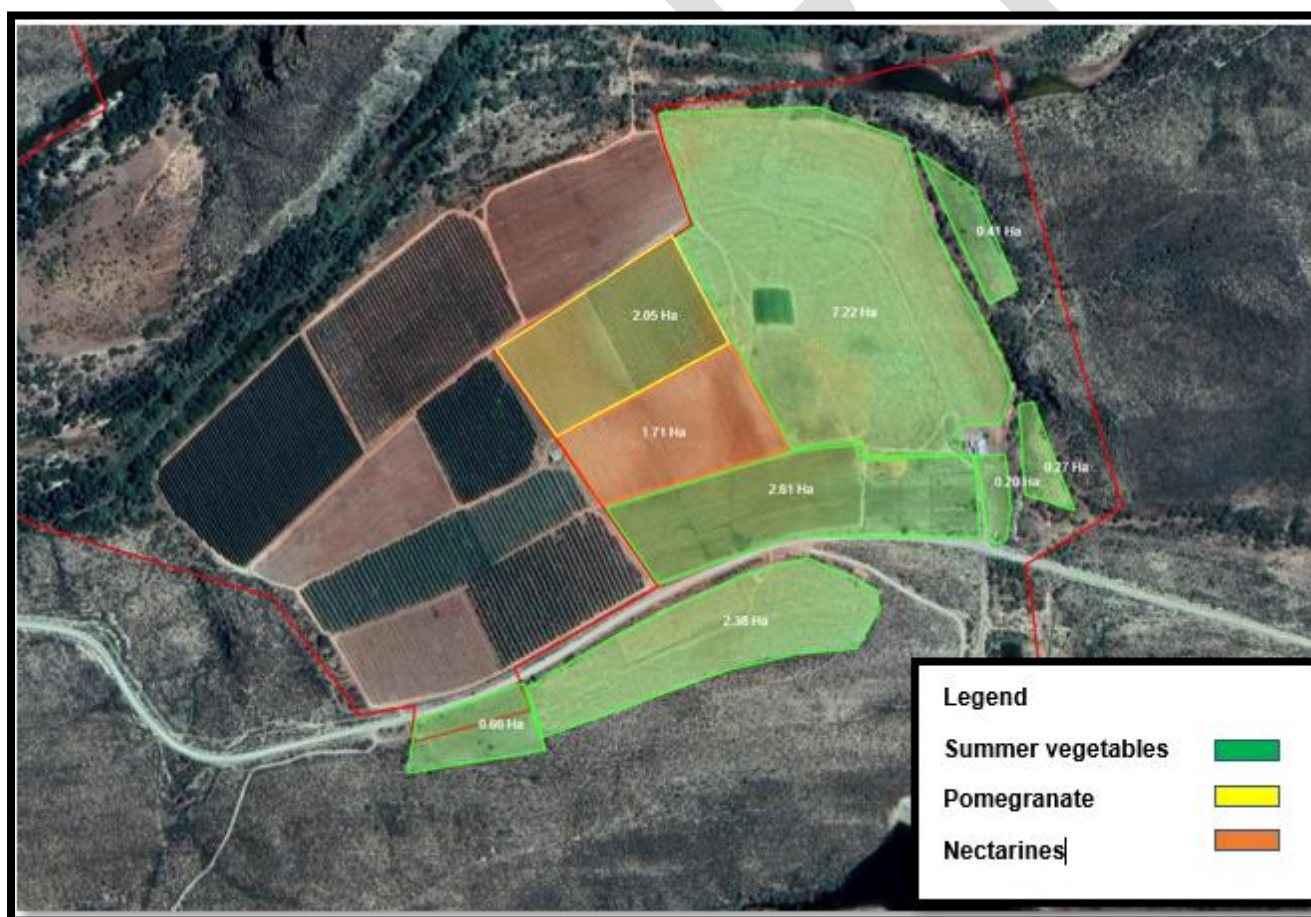 0.41 Ha
2.05 Ha
7.22 Ha
1.71 Ha
2.61 Ha
0.20 Ha
0.27 Ha
2.38 Ha
0.66 Ha
Legend
Summer vegetables
Pomegranate
Nectarines